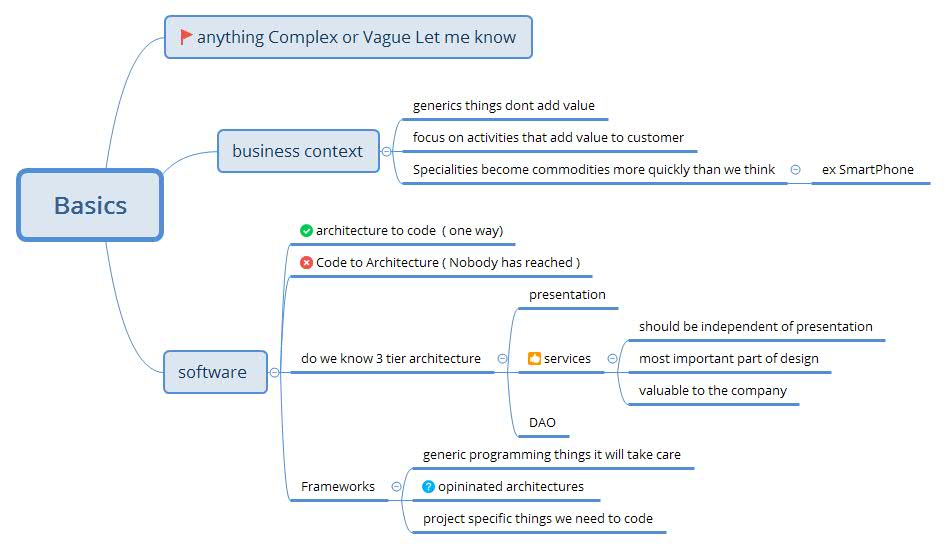 anything Complex or Vague Let me know
generics things dont add value
focus on activities that add value to customer
business context
Specialities become commodities more quickly than we think
ex SmartPhone
Basics
architecture to code ( one way)
Code to Architecture ( Nobody has reached )
presentation
should be independent of presentation
do we know 3 tier architecture
services
most important part of design
software
valuable to the company
DAO
generic programming things it will take care
Frameworks
opininated architectures
project specific things we need to code